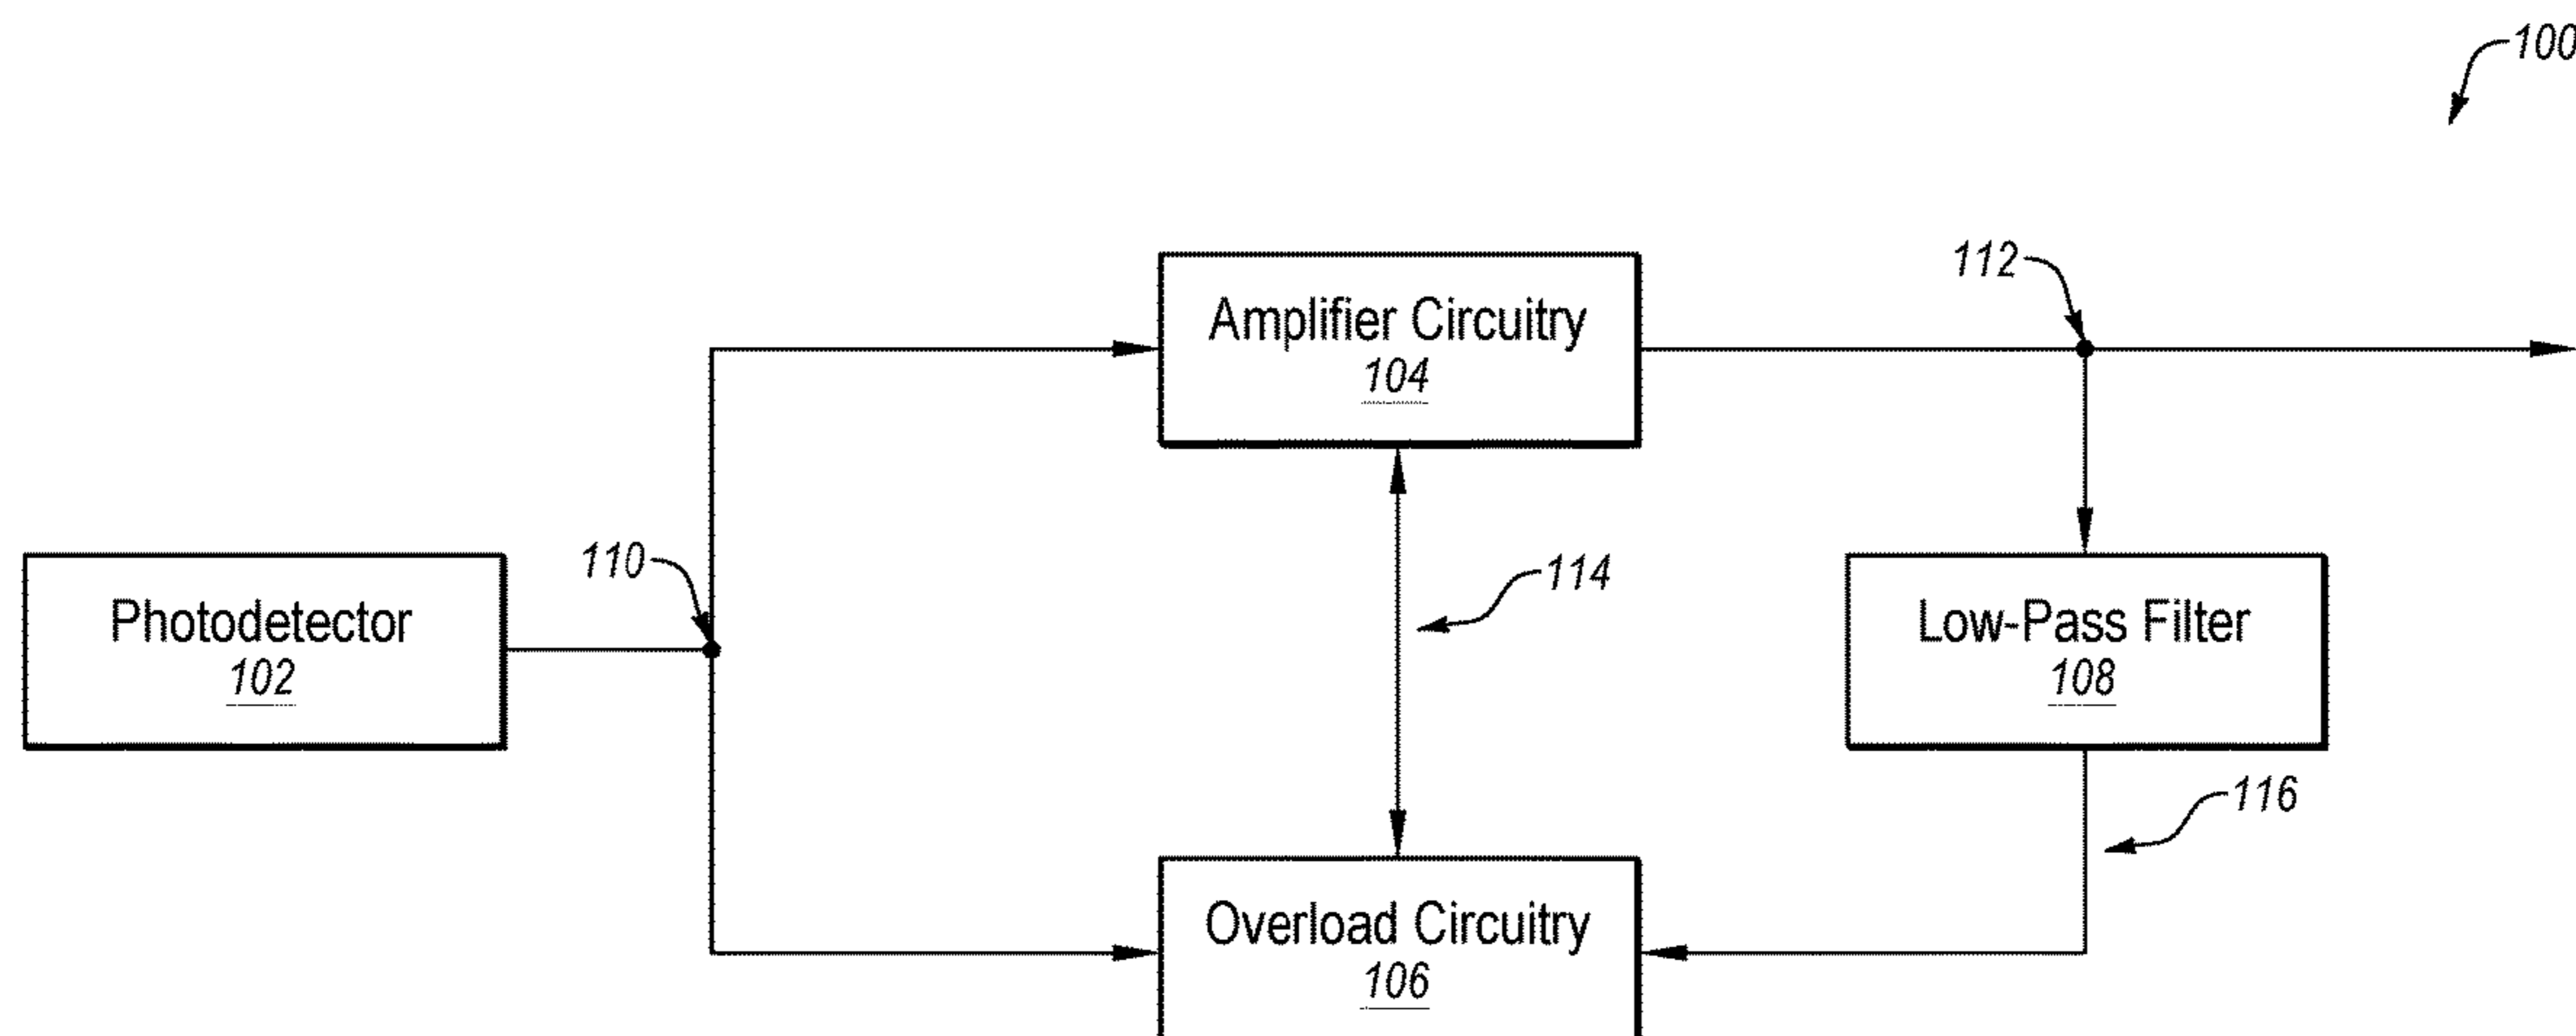 100
112
Amplifier Circuitry
104
110
114
Photodetector
102
Low-Pass Filter
108
116
Overload Circuitry
106